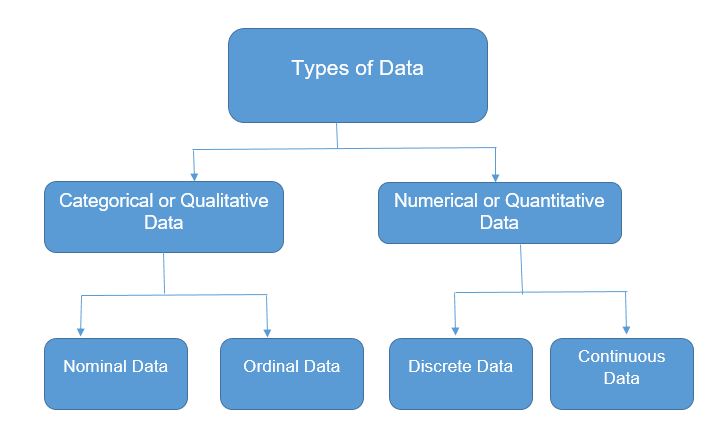 Types of Data
Categorical or Qualitative
Data
Numerical or Quantitative
Data
Nominal Data
Ordinal Data
Discrete Data
Continuous
Data